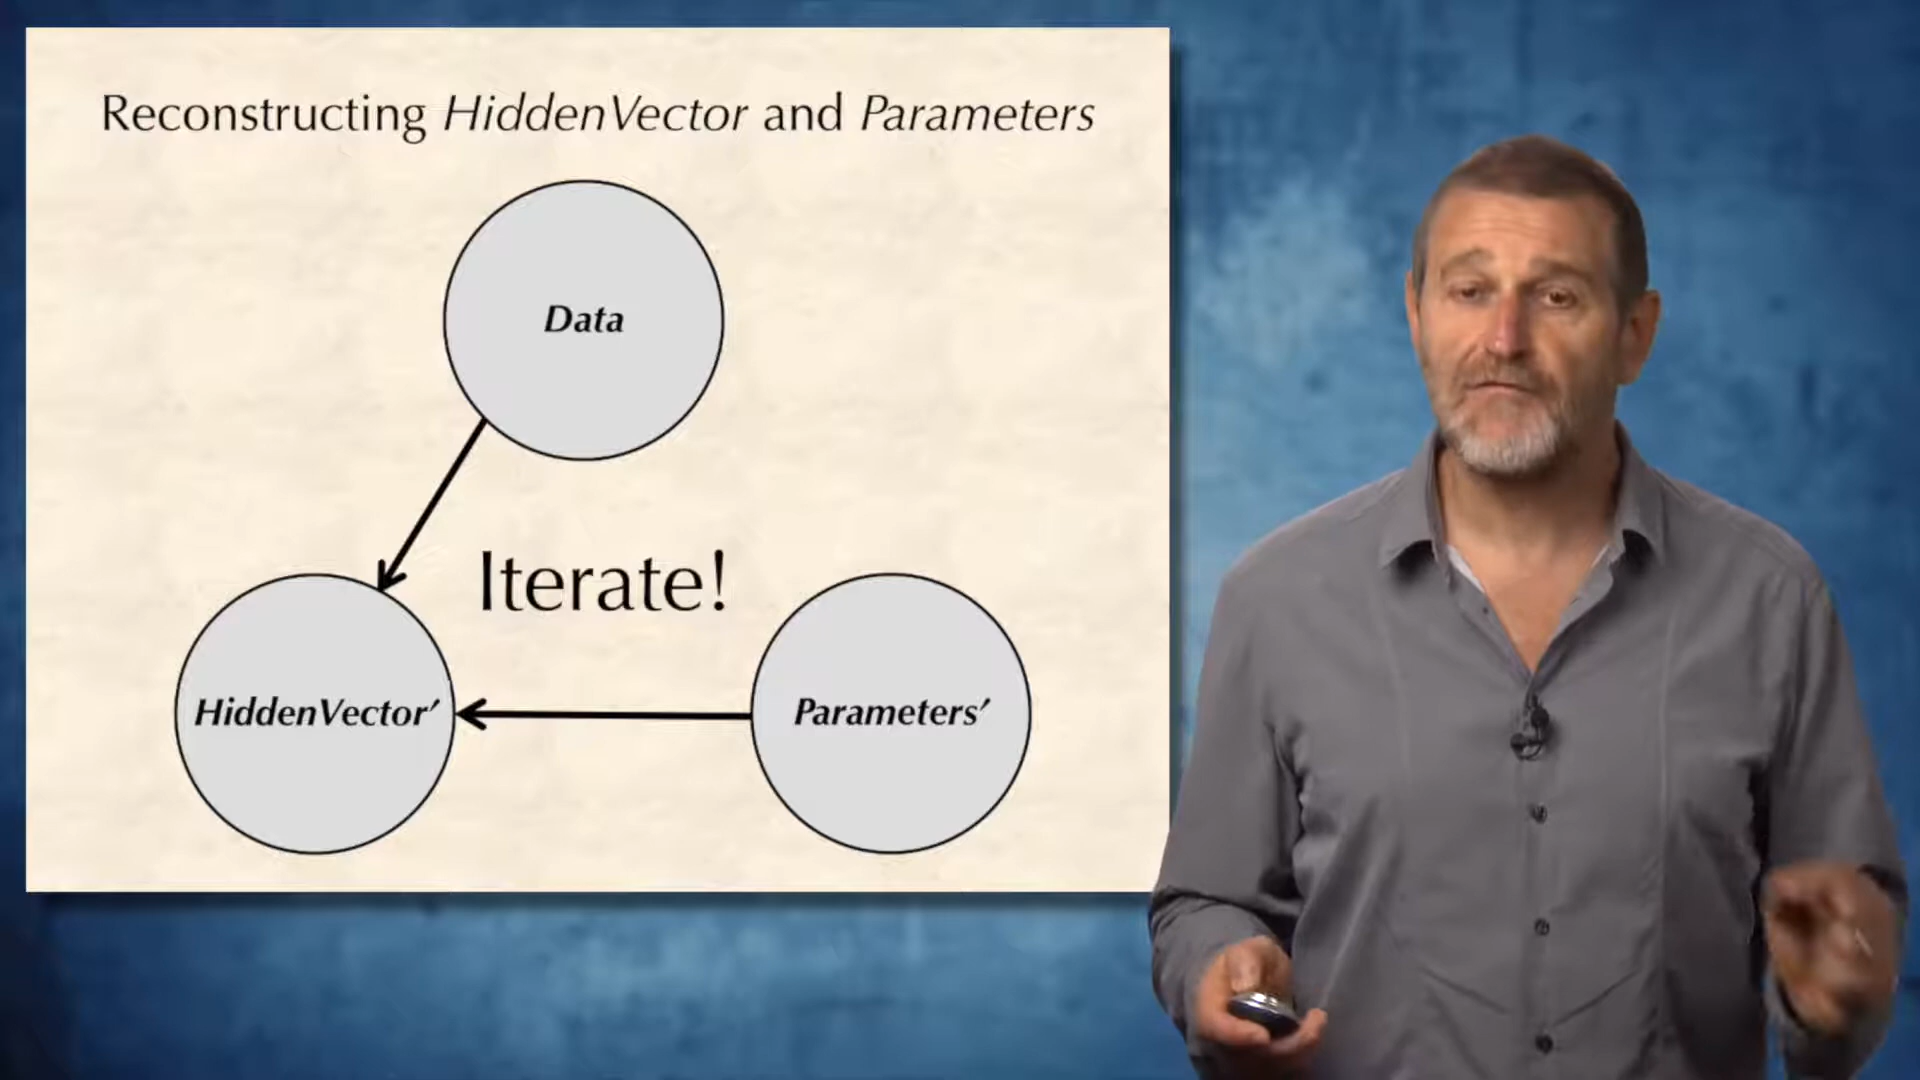 Reconstructing HiddenVector and Parameters
Data
Iterate!
HiddenVector′
Parameters′